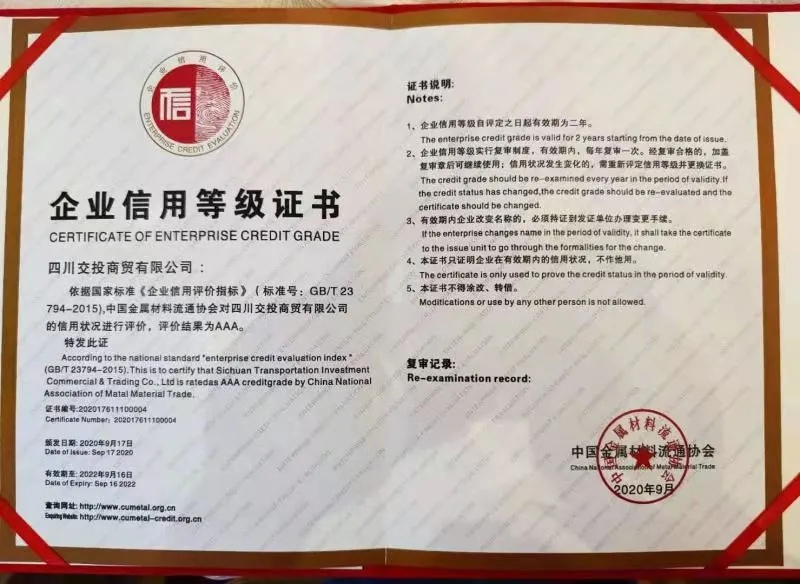 企业信用评价
信
ENTERPRISE CREDIT EVALUATION
企业信用等级证书
CERTIFICATE OF ENTERPRISE CREDIT GRADE
四川交投商贸有限公司：
依据国家标准《企业信用评价指标》（标准号：GB/T 23
794-2015),中国金属材料流通协会对四川交投商贸有限公司
的信用状况进行评价，评价结果为AAA。
特发此证
According to the national standard "enterprise credit evaluation index "
(GB/T 23794-2015).This is to certify that Sichuan Transportation Investment
Commercial & Trading Co., Ltd is ratedas AAA creditgrade by China National
Association of Matal Material Trade.
证书编号:202017611100004
Certificate Number：202017611100004
颁发日期：2020年9月17日
Date of Issue: Sep 17 2020
有效期至：2022年9月16日
Date of Expiry: Sep 16 2022
查询网址: http://www.cumetal.org.cn
Enquiring Website: http://www.cumetal-credit.org.cn
证书说明:
Notes:
1、企业信用等级自评定之日起有效期为二年。
The enterprise credit grade is valid for 2 years starting from the date of issue.
2、企业信用等级实行复审制度，有效期内，每年复审一次。经复审合格的，加盖
复审章后可继续使用；信用状况发生变化的，需重新评定信用等级并更换证书。
The credit grade should be re-examined every year in the period of validity.If
the credit status has changed,the credit grade should be re-evaluated and the
certificate should be changed.
3、有效期内企业改变名称的，必须持证到发证单位办理变更手续。
If the enterprise changes name in the period of validity, it shall take the certificate
to the issue unit to go through the formalities for the change.
4、本证书只证明企业在有效期内的信用状况，不作他用。
The certificate is only used to prove the credit status in the period of validity.
5、本证书不得涂改、转借。
Modifications or use by any other person is not allowed.
复审记录:
Re-examination record:
中国金属材料流通协会
中国金属材料流通协会
China National Association of Metal Material Trade
2020年9月